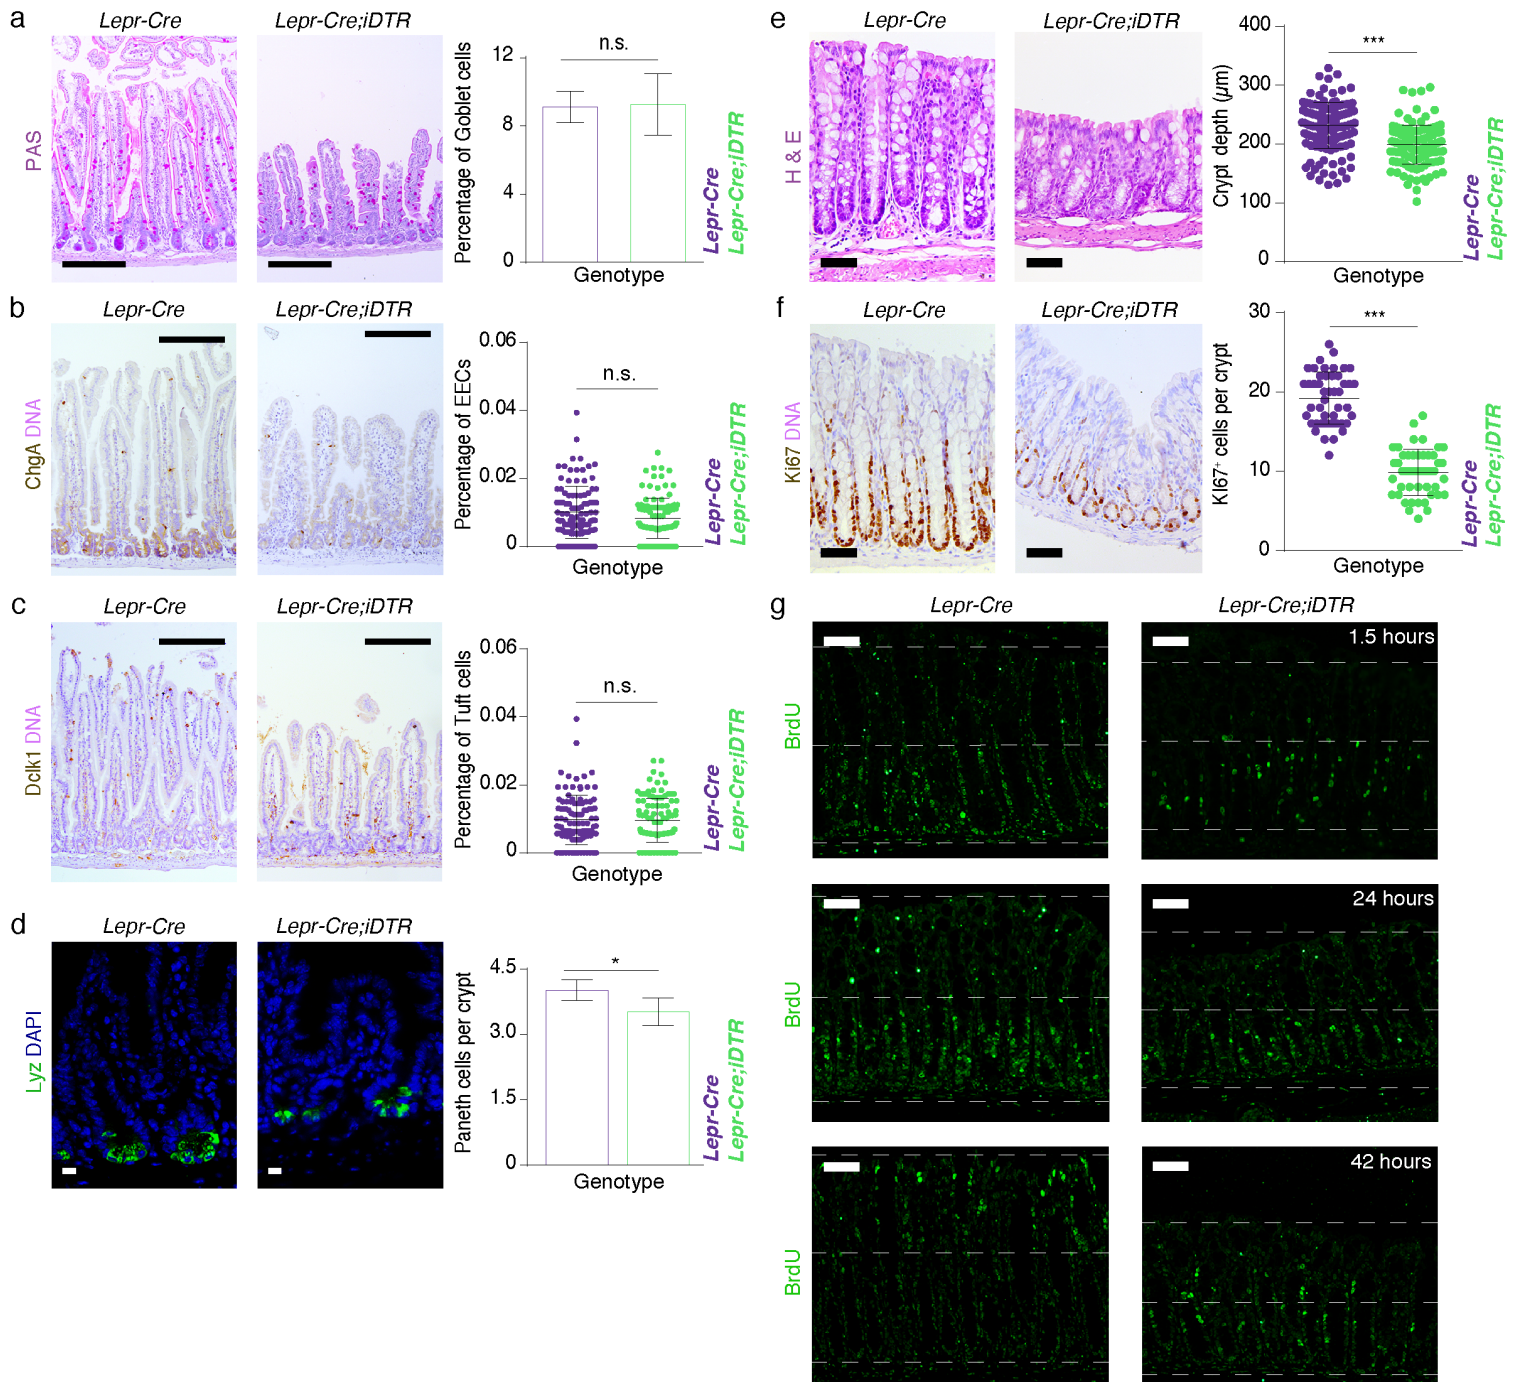 a
Lepr-Cre
Lepr-Cre;iDTR
PAS
Percentage of Goblet cells
12
8
4
0
n.s.
Genotype
Lepr-Cre
Lepr-Cre;iDTR
b
Lepr-Cre
Lepr-Cre;iDTR
ChgA DNA
Percentage of EECs
0.06
0.04
0.02
0
n.s.
Genotype
Lepr-Cre
Lepr-Cre;iDTR
c
Lepr-Cre
Lepr-Cre;iDTR
Dclk1 DNA
Percentage of Tuft cells
0.06
0.04
0.02
0
n.s.
Genotype
Lepr-Cre
Lepr-Cre;iDTR
d
Lepr-Cre
Lepr-Cre;iDTR
Lyz DAPI
Paneth cells per crypt
4.5
3.0
1.5
0
*
Genotype
Lepr-Cre
Lepr-Cre;iDTR
e
Lepr-Cre
Lepr-Cre;iDTR
H & E
Crypt depth (µm)
400
300
200
100
0
***
Genotype
Lepr-Cre
Lepr-Cre;iDTR
f
Lepr-Cre
Lepr-Cre;iDTR
Ki67 DNA
KI67⁺ cells per crypt
30
20
10
0
***
Genotype
Lepr-Cre
Lepr-Cre;iDTR
g
Lepr-Cre
Lepr-Cre;iDTR
BrdU
1.5 hours
BrdU
24 hours
BrdU
42 hours